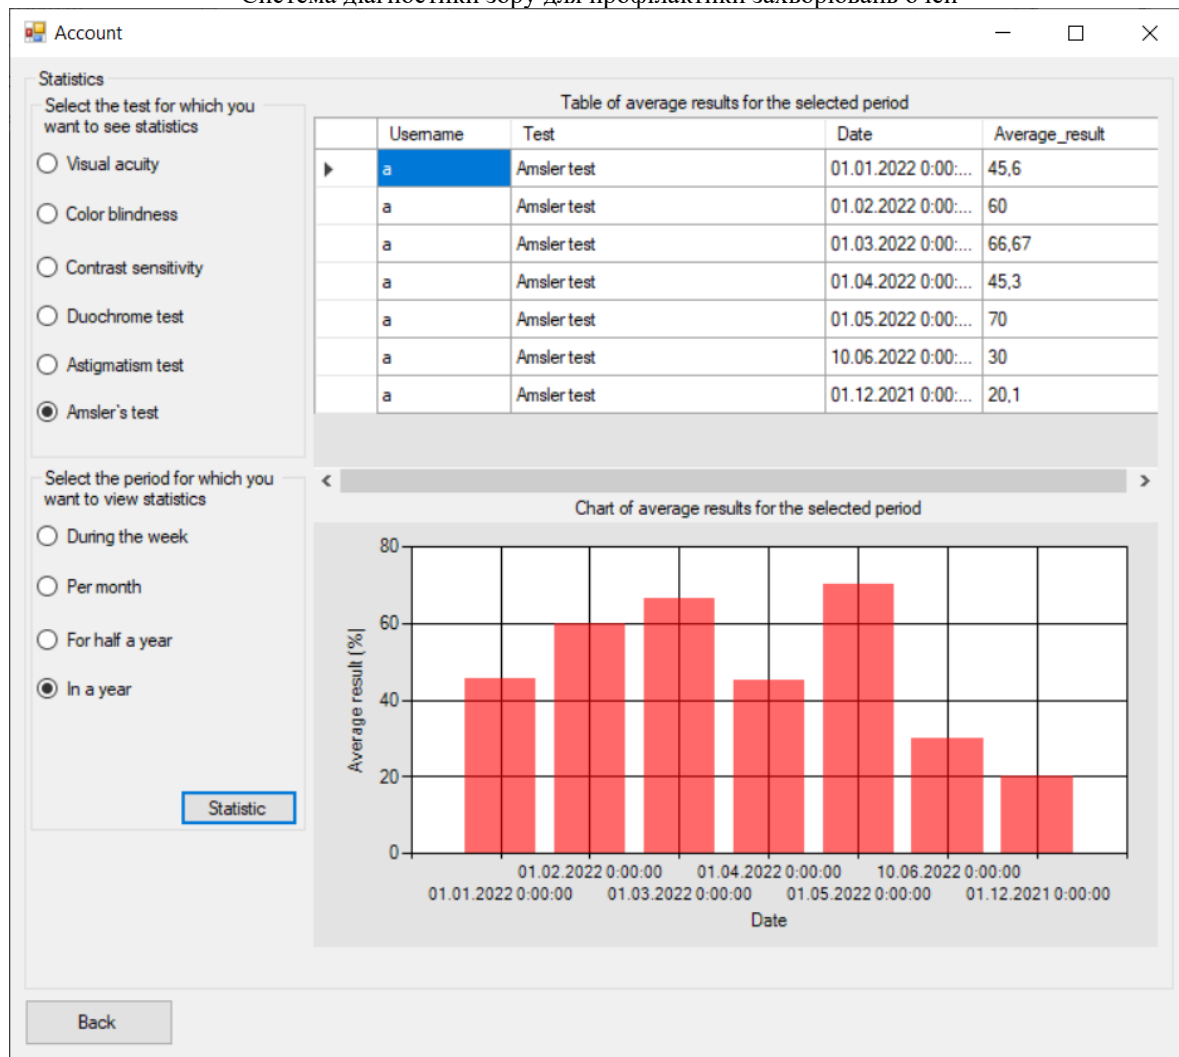 Система діагностики зору для профілактики захворювань очей
Account
Statistics
Select the test for which you
want to see statistics
Visual acuity
Color blindness
Contrast sensitivity
Duochrome test
Astigmatism test
Amsler`s test
Select the period for which you
want to view statistics
During the week
Per month
For half a year
In a year
Statistic
Table of average results for the selected period
Username Test Date Average_result
a Amsler test 01.01.2022 0:00:... 45,6
a Amsler test 01.02.2022 0:00:... 60
a Amsler test 01.03.2022 0:00:... 66,67
a Amsler test 01.04.2022 0:00:... 45,3
a Amsler test 01.05.2022 0:00:... 70
a Amsler test 10.06.2022 0:00:... 30
a Amsler test 01.12.2021 0:00:... 20,1
Chart of average results for the selected period
80
60
40
20
0
Average result (%)
01.02.2022 0:00:00 01.04.2022 0:00:00 10.06.2022 0:00:00
01.01.2022 0:00:00 01.03.2022 0:00:00 01.05.2022 0:00:00 01.12.2021 0:00:00
Date
Back